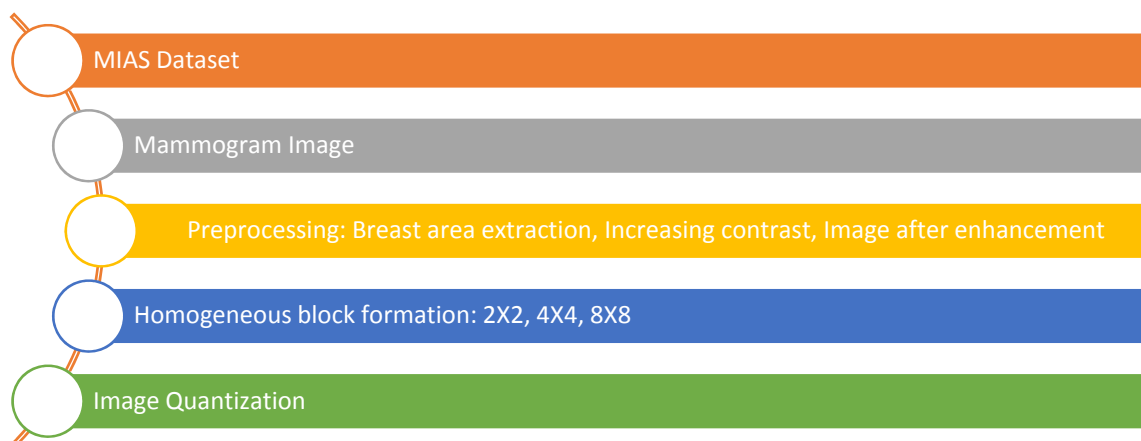 MIAS Dataset
Mammogram Image
Preprocessing: Breast area extraction, Increasing contrast, Image after enhancement
Homogeneous block formation: 2X2, 4X4, 8X8
Image Quantization